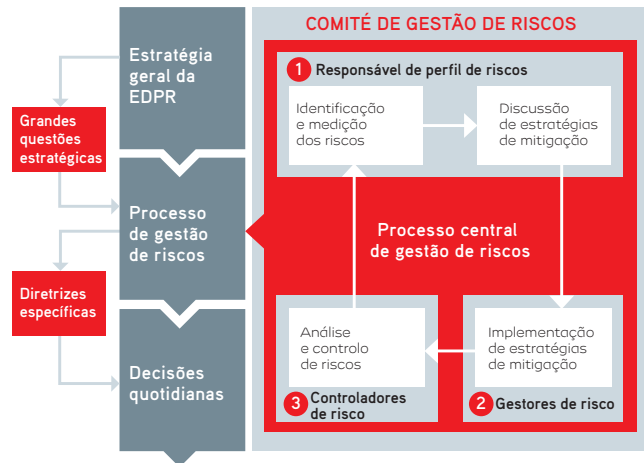 Estratégia
geral da
EDPR
Grandes
questões
estratégicas
Processo
de gestão
de riscos
Diretrizes
específicas
Decisões
quotidianas
COMITÉ DE GESTÃO DE RISCOS
1 Responsável de perfil de riscos
Identificação
e medição
dos riscos
Discussão
de estratégias
de mitigação
Processo central
de gestão de riscos
Análise
e controlo
de riscos
Implementação
de estratégias
de mitigação
3 Controladores
de risco
2 Gestores de risco